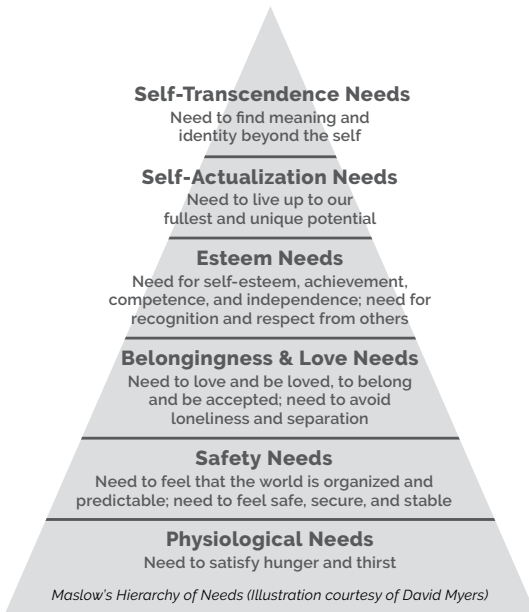 Self-Transcendence Needs
Need to find meaning and
identity beyond the self
Self-Actualization Needs
Need to live up to our
fullest and unique potential
Esteem Needs
Need for self-esteem, achievement,
competence, and independence; need for
recognition and respect from others
Belongingness & Love Needs
Need to love and be loved, to belong
and be accepted; need to avoid
loneliness and separation
Safety Needs
Need to feel that the world is organized and
predictable; need to feel safe, secure, and stable
Physiological Needs
Need to satisfy hunger and thirst
Maslow's Hierarchy of Needs (Illustration courtesy of David Myers)